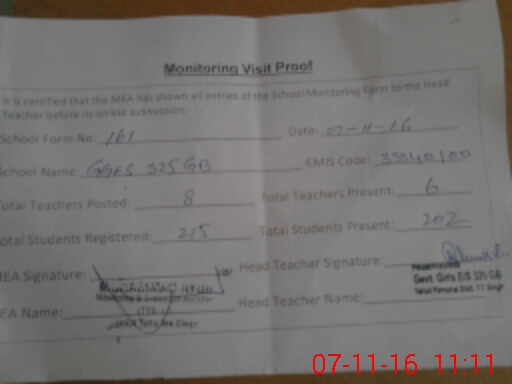 Monitoring Visit Proof
It is certified that the MEA has shown all entries of the School Monitoring Form to the Head
Teacher before its online submission.
School Form No: 161 Date: 07-11-16
School Name: GGES 325 GB EMIS Code: 33340100
Total Teachers Posted: 8 Total Teachers Present: 6
Total Students Registered: 215 Total Students Present: 202
MEA Signature: Head Teacher Signature:
Headmistress
Govt. Girls E/S 325 GB
MEA Name: Head Teacher Name:
07-11-16 11:11